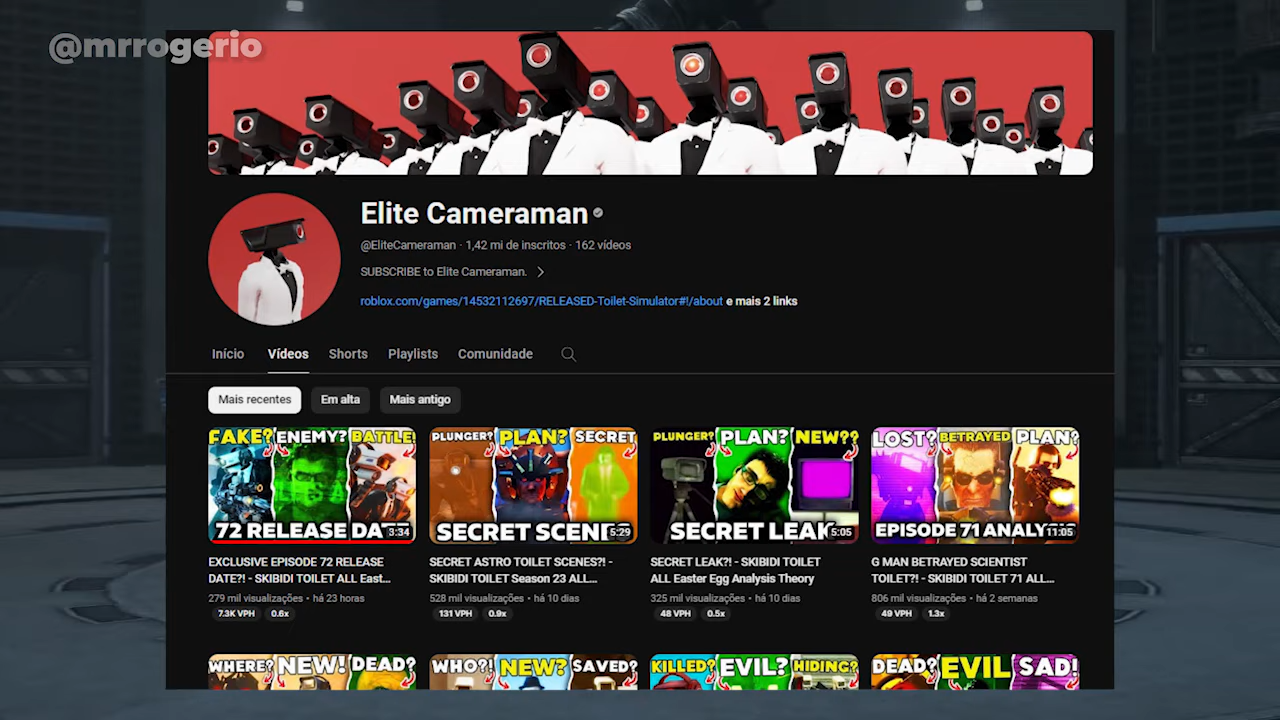 @mrrogerio
Elite Cameraman
@EliteCameraman · 1,42 mi de inscritos · 162 vídeos
SUBSCRIBE to Elite Cameraman.
roblox.com/games/14532112697/RELEASED-Toilet-Simulator#!/about e mais 2 links
Início Vídeos Shorts Playlists Comunidade
Mais recentes Em alta Mais antigo
FAKE? ENEMY? BATTLE!
72 RELEASE DATE
3:34
PLUNGER? PLAN? SECRET
SECRET SCENE
5:29
PLUNGER? PLAN? NEW??
SECRET LEAK
5:05
LOST? BETRAYED PLAN?
EPISODE 71 ANALYSIS
11:05
EXCLUSIVE EPISODE 72 RELEASE
DATE?! - SKIBIDI TOILET ALL East...
279 mil visualizações • há 23 horas
7.3K VPH 0.6x
SECRET ASTRO TOILET SCENES?! -
SKIBIDI TOILET Season 23 ALL...
528 mil visualizações • há 10 dias
131 VPH 0.9x
SECRET LEAK?! - SKIBIDI TOILET
ALL Easter Egg Analysis Theory
325 mil visualizações • há 10 dias
48 VPH 0.5x
G MAN BETRAYED SCIENTIST
TOILET?! - SKIBIDI TOILET 71 ALL...
806 mil visualizações • há 2 semanas
49 VPH 1.3x
WHERE? NEW! DEAD?
WHO?! NEW? SAVED?
KILLED? EVIL? HIDING?
DEAD? EVIL SAD!